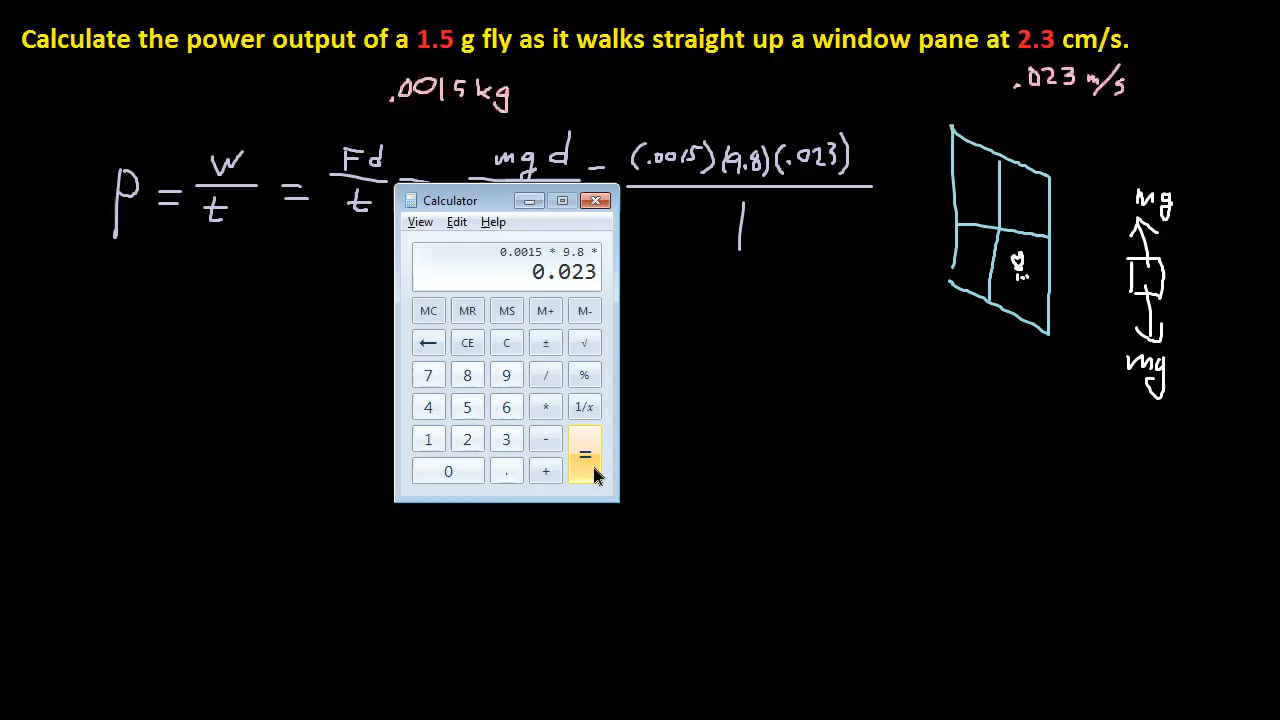 Calculate the power output of a 1.5 g fly as it walks straight up a window pane at 2.3 cm/s.
.0015 kg
.023 m/s
P = W/t = Fd/t = mg d = (.0015)(9.8)(.023)/1
mg
mg
Calculator
View Edit Help
0.0015 * 9.8 *
0.023
MC MR MS M+ M-
← CE C ± √
7 8 9 / %
4 5 6 * 1/x
1 2 3 - =
0 . +